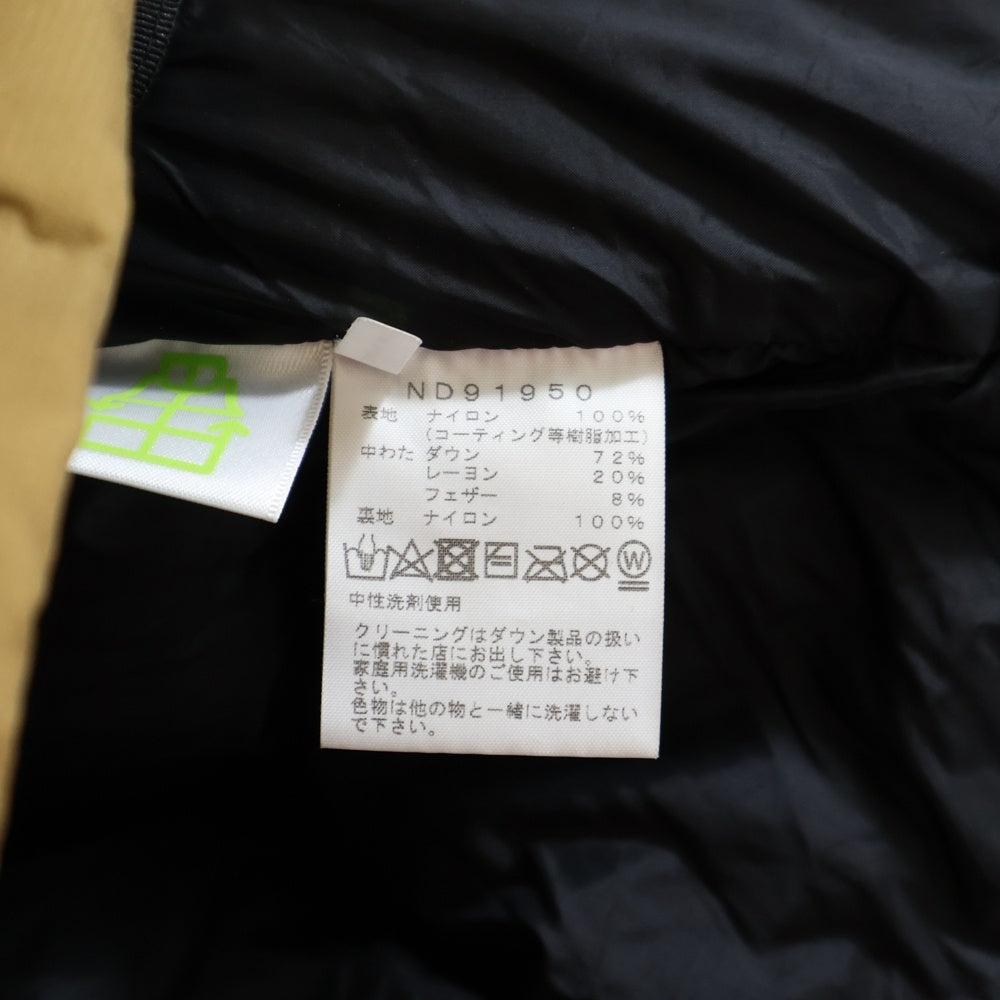 ND91950
表地 ナイロン 100%
(コーティング等樹脂加工)
中わた ダウン 72%
レーヨン 20%
フェザー 8%
裏地 ナイロン 100%
W
中性洗剤使用
クリーニングはダウン製品の扱い
に慣れた店にお出し下さい。
家庭用洗濯機のご使用はお避け下
さい。
色物は他の物と一緒に洗濯しない
で下さい。